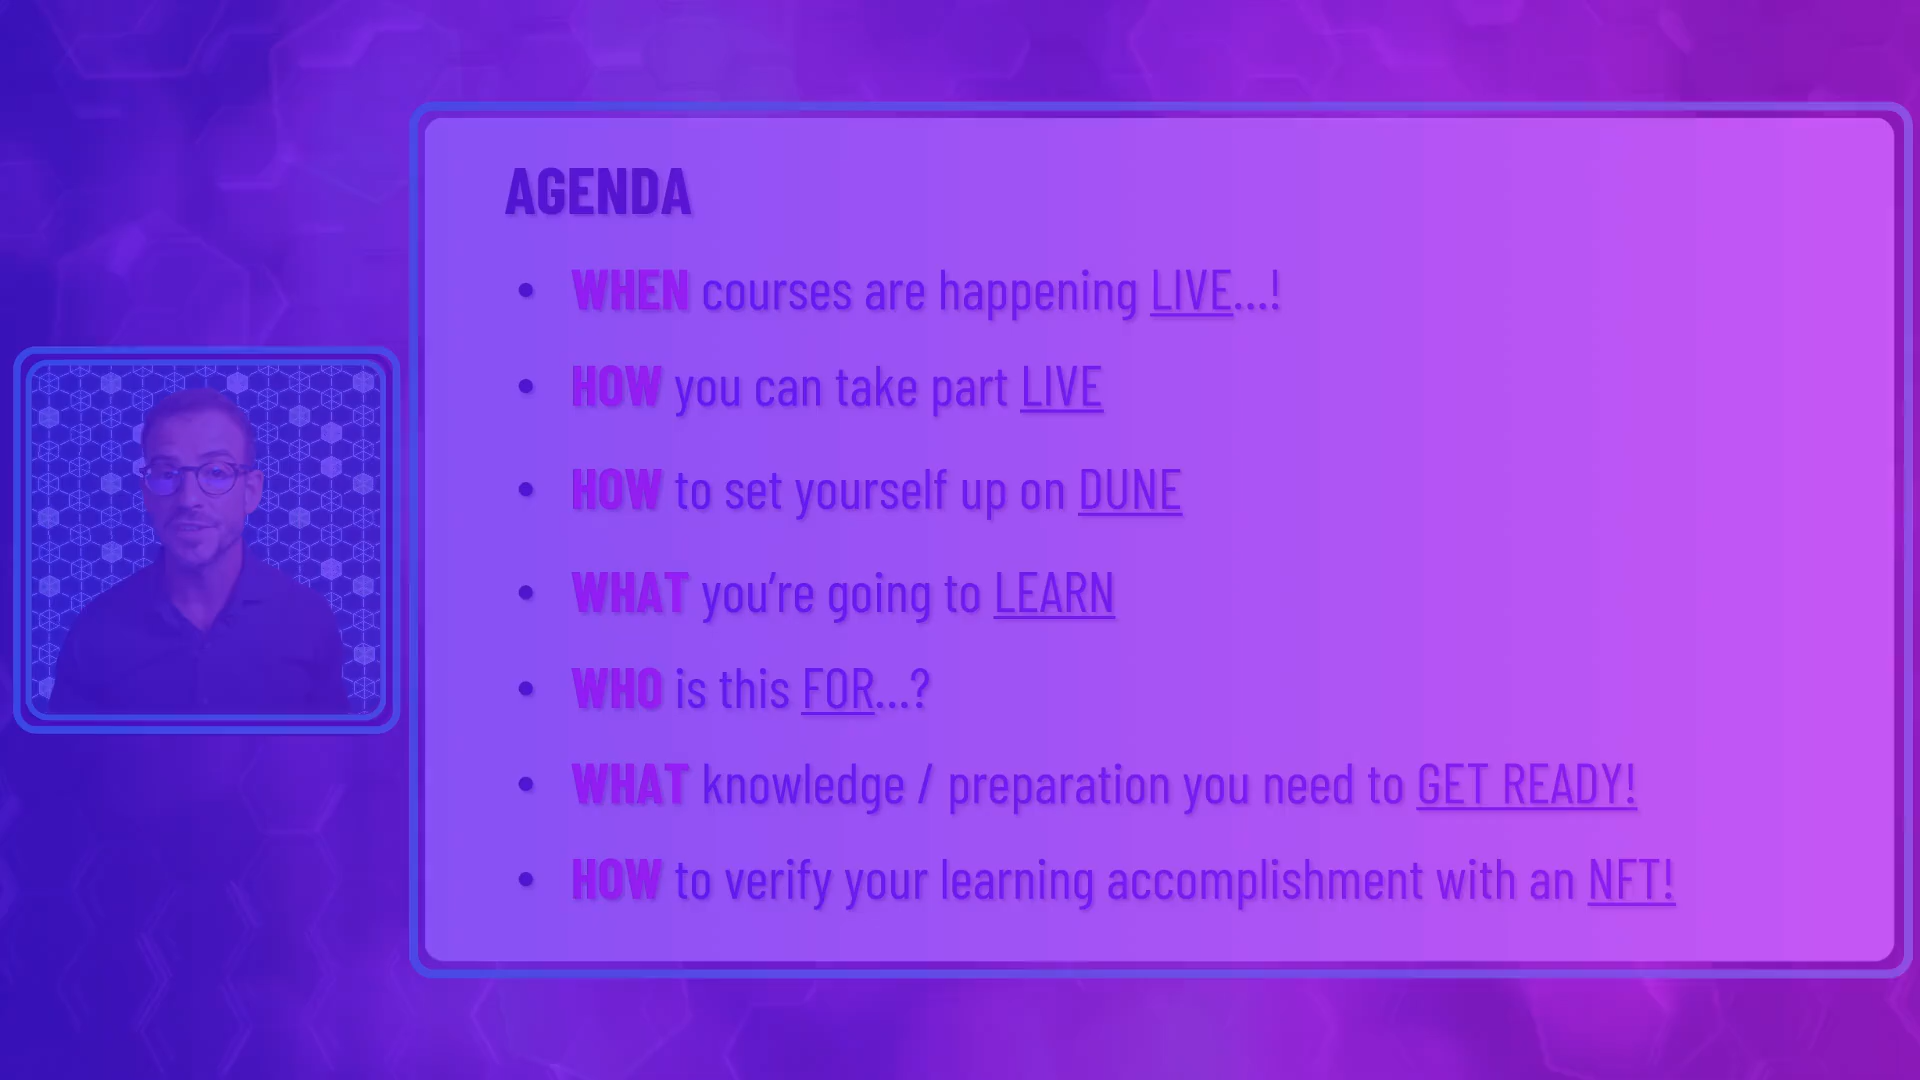 AGENDA
• WHEN courses are happening LIVE...!
• HOW you can take part LIVE
• HOW to set yourself up on DUNE
• WHAT you’re going to LEARN
• WHO is this FOR...?
• WHAT knowledge / preparation you need to GET READY!
• HOW to verify your learning accomplishment with an NFT!